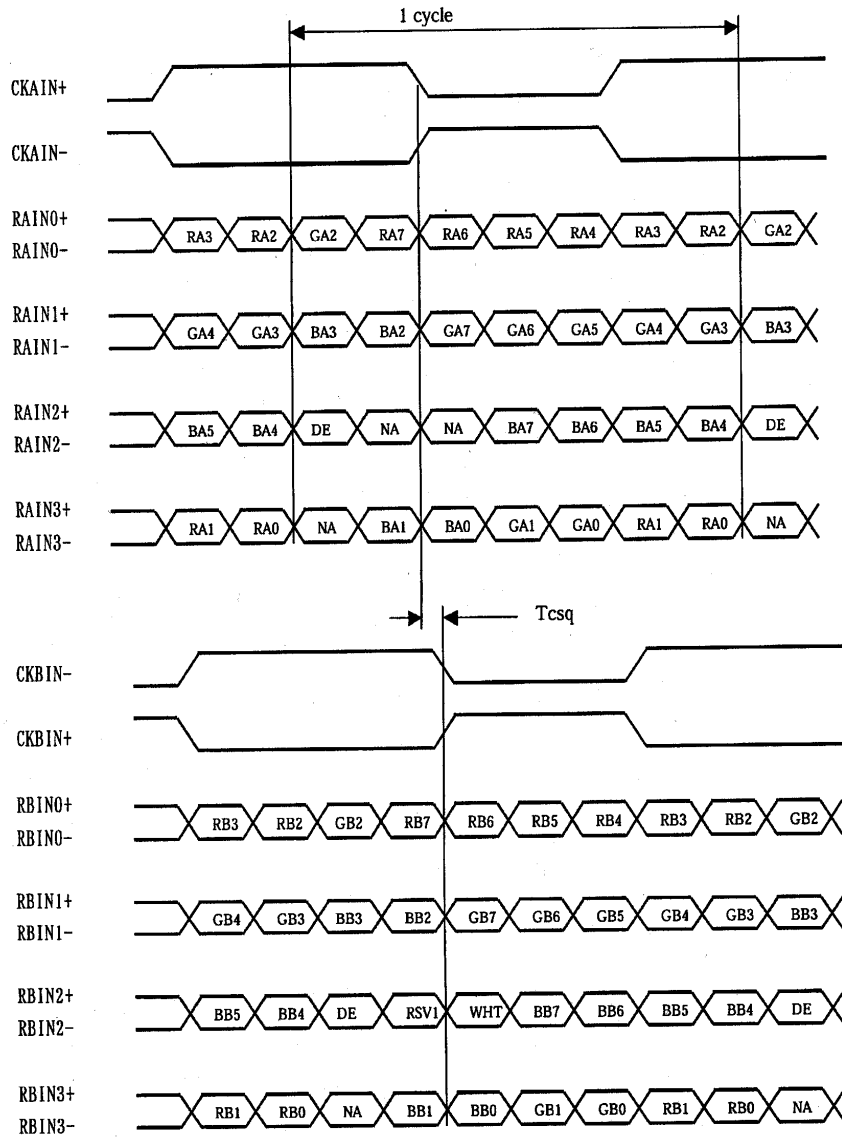 1 cycle
CKAIN+
CKAIN-
RAIN0+
RA3 RA2 GA2 RA7 RA6 RA5 RA4 RA3 RA2 GA2
RAIN0-
RAIN1+
GA4 GA3 BA3 BA2 GA7 GA6 GA5 GA4 GA3 BA3
RAIN1-
RAIN2+
BA5 BA4 DE NA NA BA7 BA6 BA5 BA4 DE
RAIN2-
RAIN3+
RA1 RA0 NA BA1 BA0 GA1 GA0 RA1 RA0 NA
RAIN3-
Tcsq
CKBIN-
CKBIN+
RBIN0+
RB3 RB2 GB2 RB7 RB6 RB5 RB4 RB3 RB2 GB2
RBIN0-
RBIN1+
GB4 GB3 BB3 BB2 GB7 GB6 GB5 GB4 GB3 BB3
RBIN1-
RBIN2+
BB5 BB4 DE RSV1 WHT BB7 BB6 BB5 BB4 DE
RBIN2-
RBIN3+
RB1 RB0 NA BB1 BB0 GB1 GB0 RB1 RB0 NA
RBIN3-